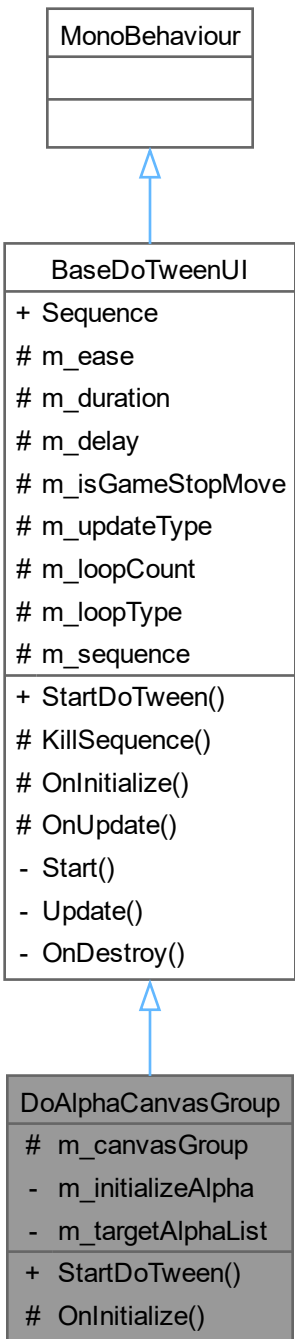 MonoBehaviour
BaseDoTweenUI
+ Sequence
# m_ease
# m_duration
# m_delay
# m_isGameStopMove
# m_updateType
# m_loopCount
# m_loopType
# m_sequence
+ StartDoTween()
# KillSequence()
# OnInitialize()
# OnUpdate()
- Start()
- Update()
- OnDestroy()
DoAlphaCanvasGroup
# m_canvasGroup
- m_initializeAlpha
- m_targetAlphaList
+ StartDoTween()
# OnInitialize()